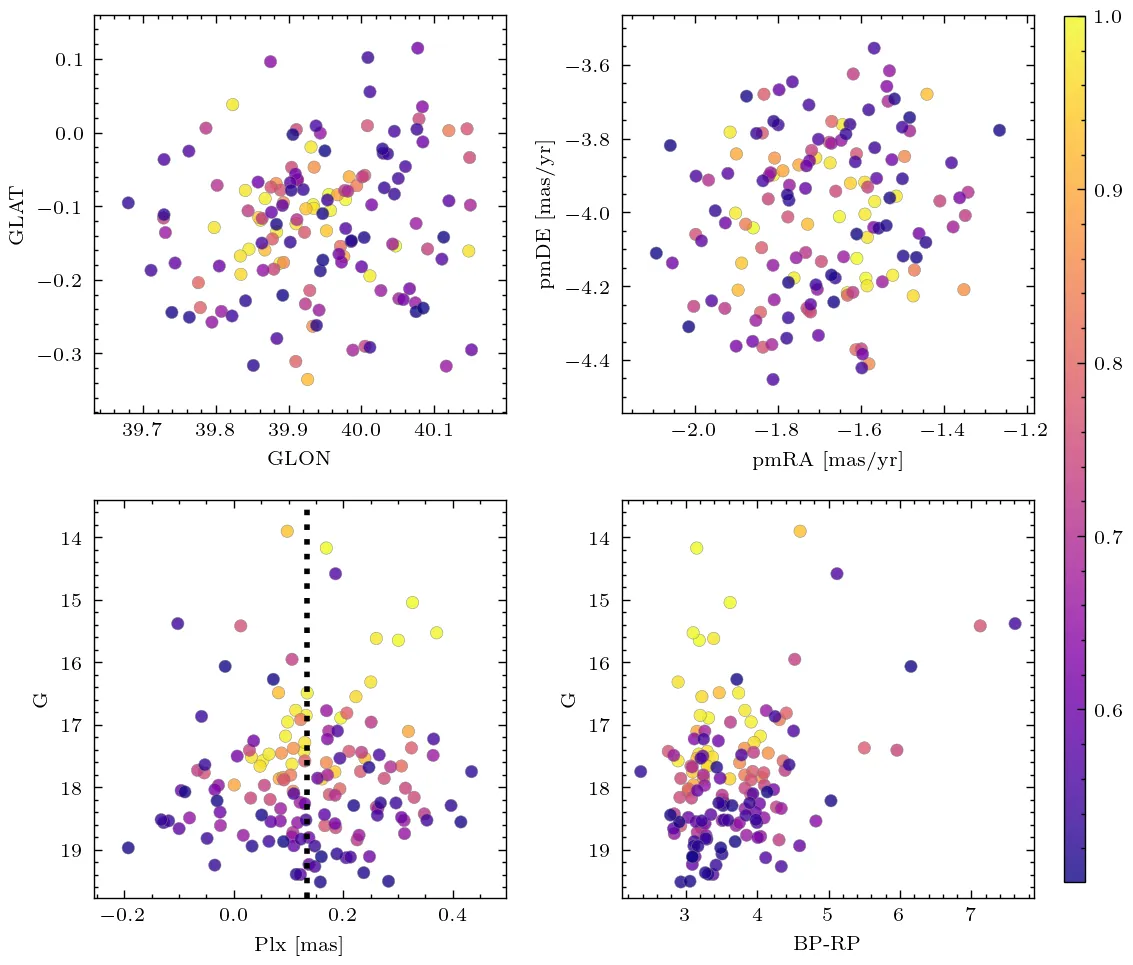 0.1
0.0
−0.1
−0.2
−0.3
GLAT
39.7 39.8 39.9 40.0 40.1
GLON
−3.6
−3.8
−4.0
−4.2
−4.4
pmDE [mas/yr]
−2.0 −1.8 −1.6 −1.4 −1.2
pmRA [mas/yr]
1.0
0.9
0.8
0.7
0.6
14
15
16
17
18
19
G
−0.2 0.0 0.2 0.4
Plx [mas]
14
15
16
17
18
19
G
3 4 5 6 7
BP-RP